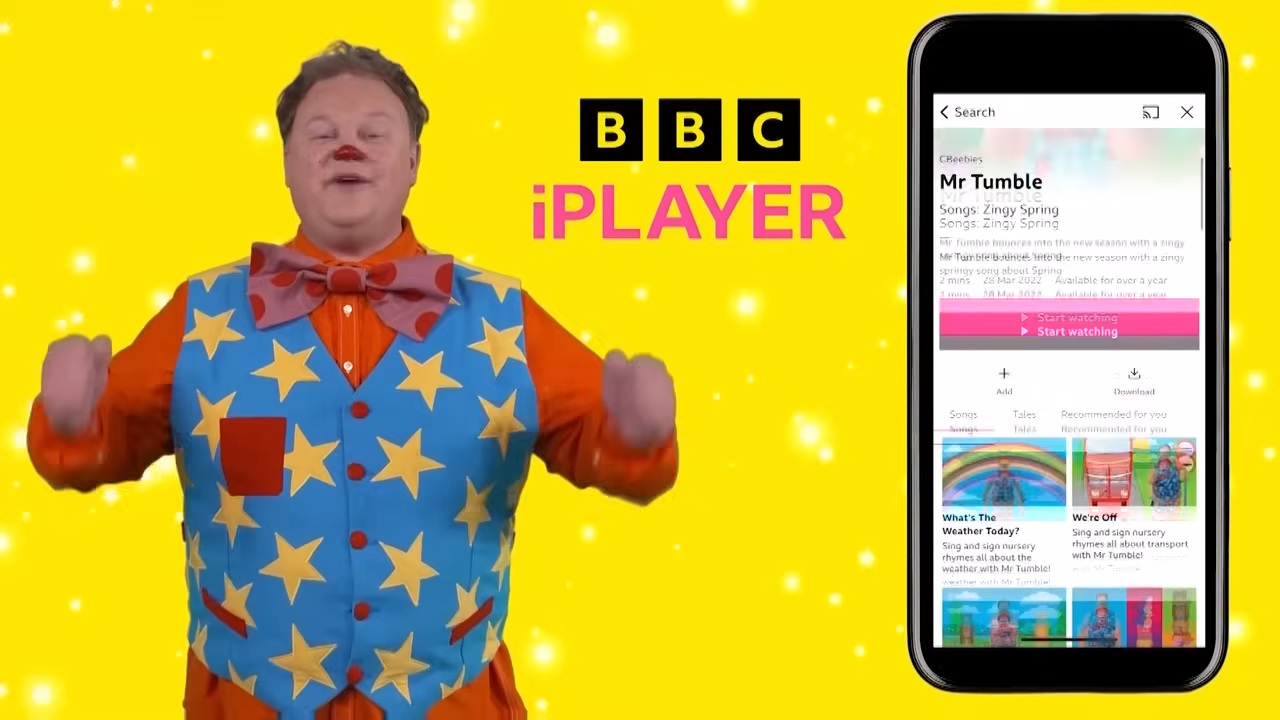 BBC
iPLAYER
Search
CBeebies
Mr Tumble
Songs: Zingy Spring
Mr Tumble bounces into the new season with a zingy
springy song about Spring
2 mins 28 Mar 2022 Available for over a year
Start watching
Add Download
Songs Tales Recommended for you
What's The
Weather Today?
Sing and sign nursery
rhymes all about the
weather with Mr Tumble!
We're Off
Sing and sign nursery
rhymes all about transport
with Mr Tumble!